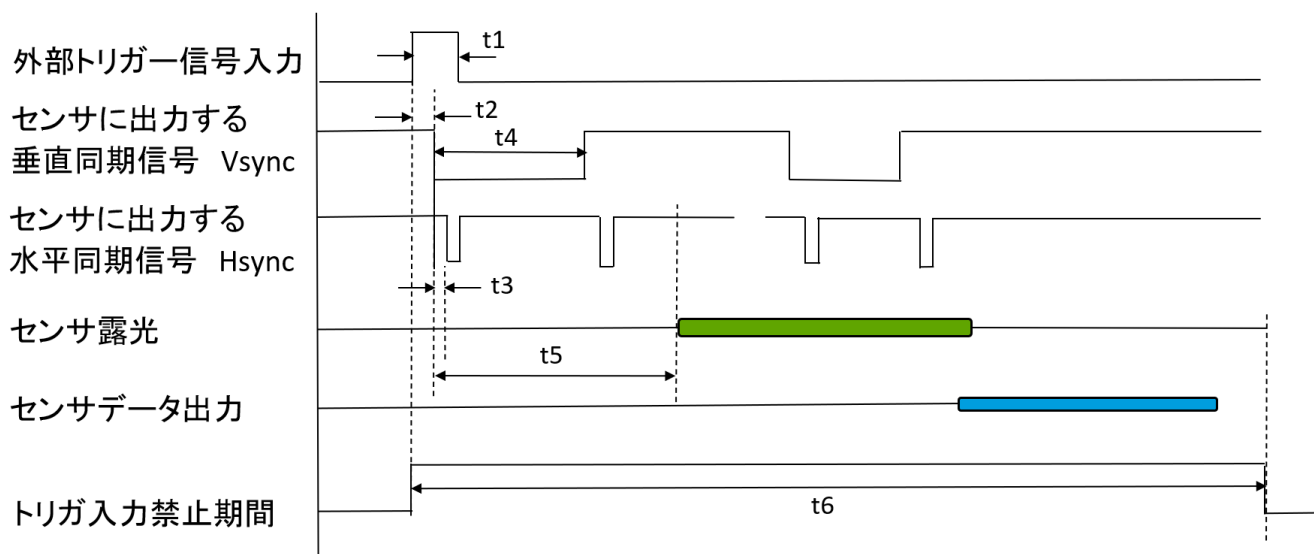 外部トリガー信号入力
t1
センサに出力する
垂直同期信号 Vsync
t2
t4
センサに出力する
水平同期信号 Hsync
t3
センサ露光
t5
センサデータ出力
トリガ入力禁止期間
t6